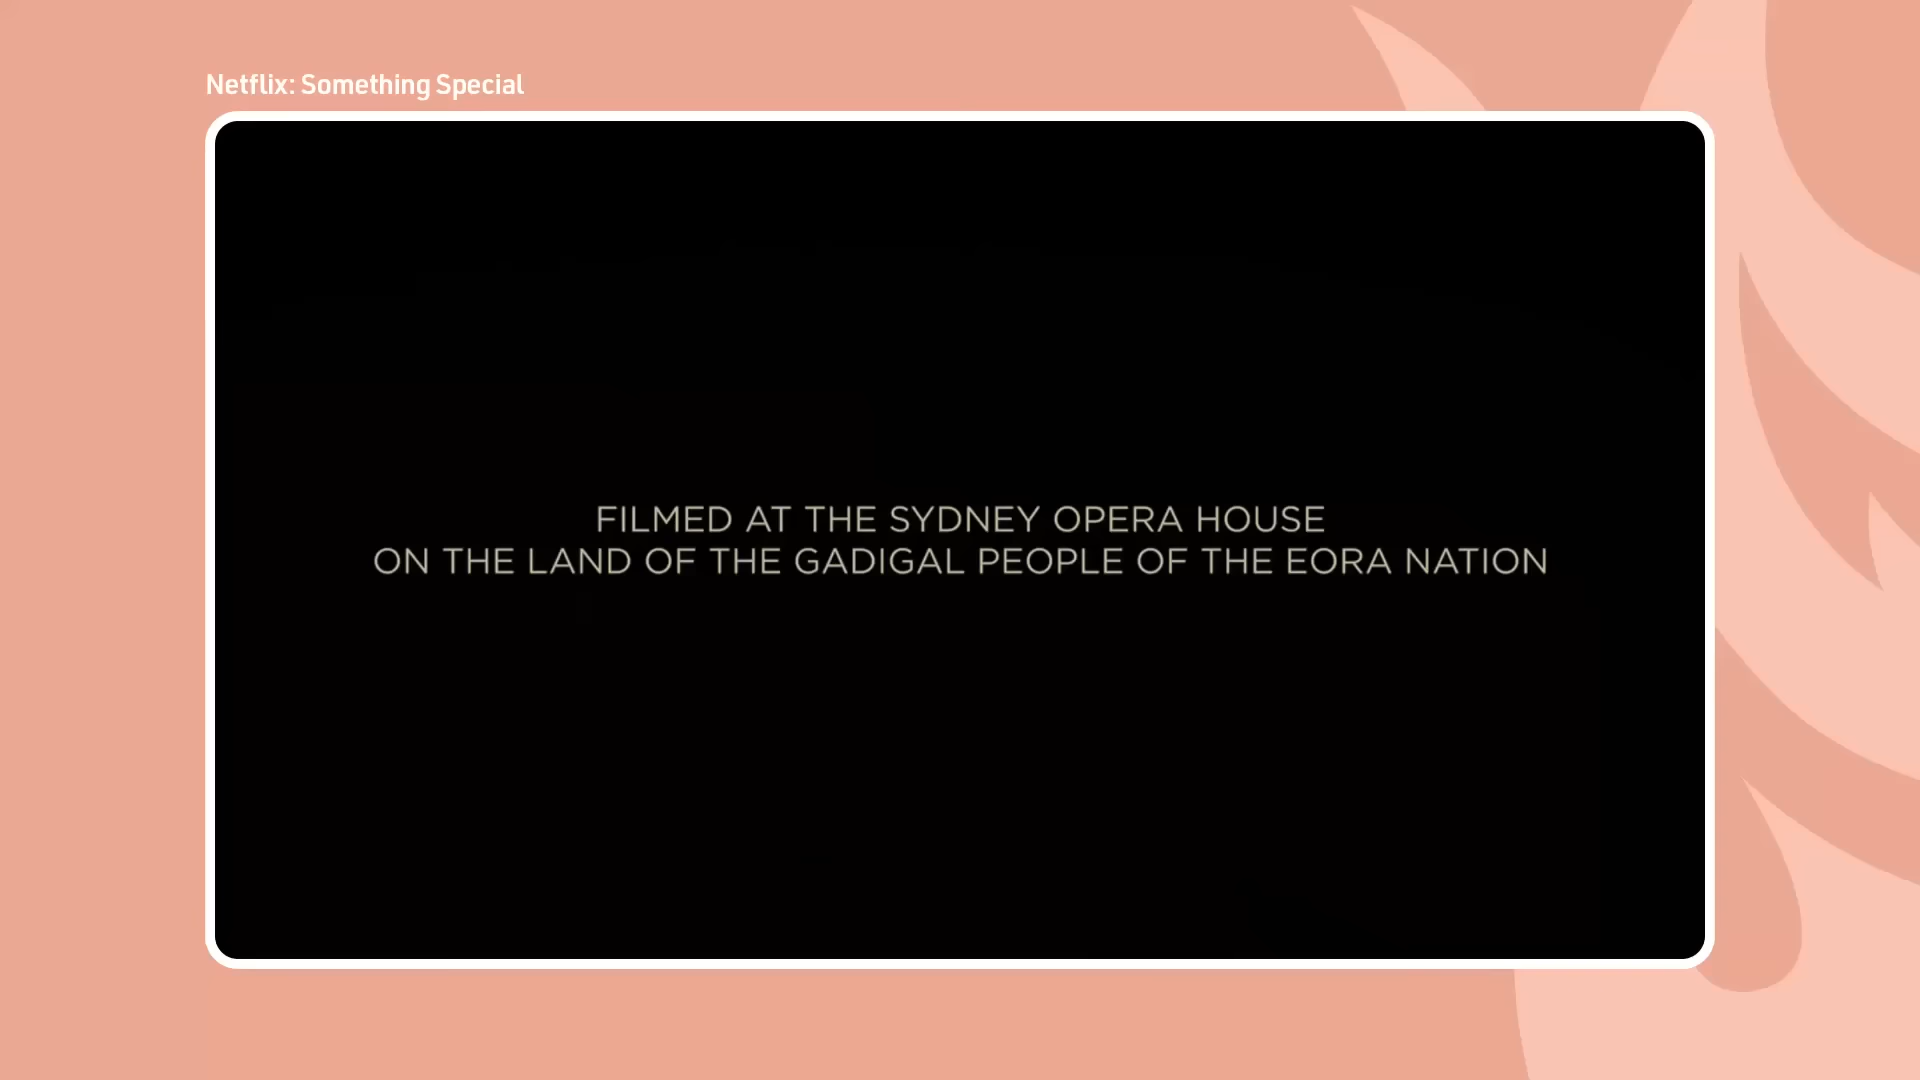 Netflix: Something Special
FILMED AT THE SYDNEY OPERA HOUSE
ON THE LAND OF THE GADIGAL PEOPLE OF THE EORA NATION